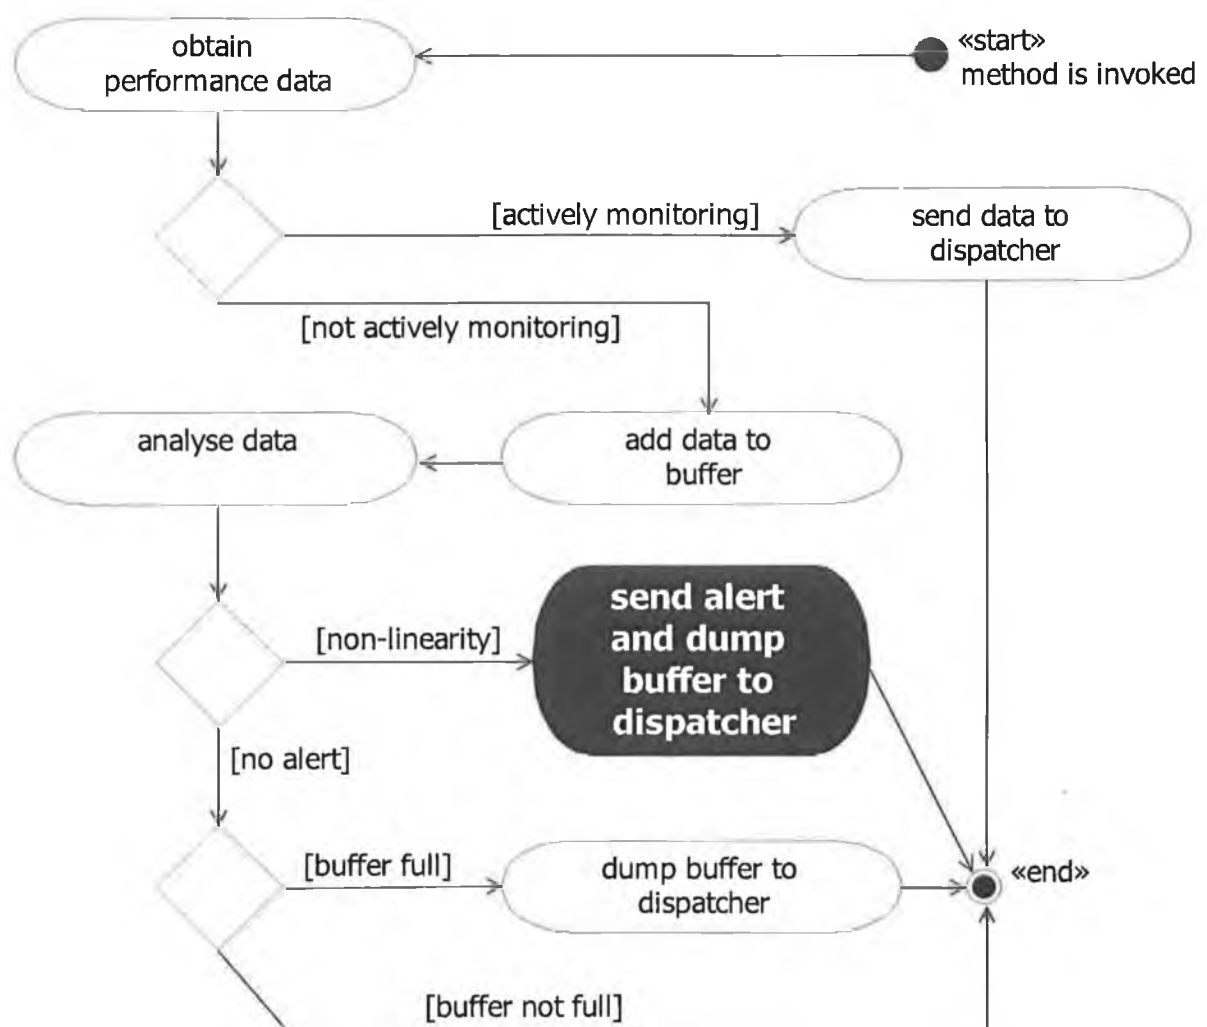 obtain
performance data
«start»
method is invoked
[actively monitoring]
send data to
dispatcher
[not actively monitoring]
analyse data
add data to
buffer
[non-linearity]
send alert
and dump
buffer to
dispatcher
[no alert]
[buffer full]
dump buffer to
dispatcher
«end»
[buffer not full]